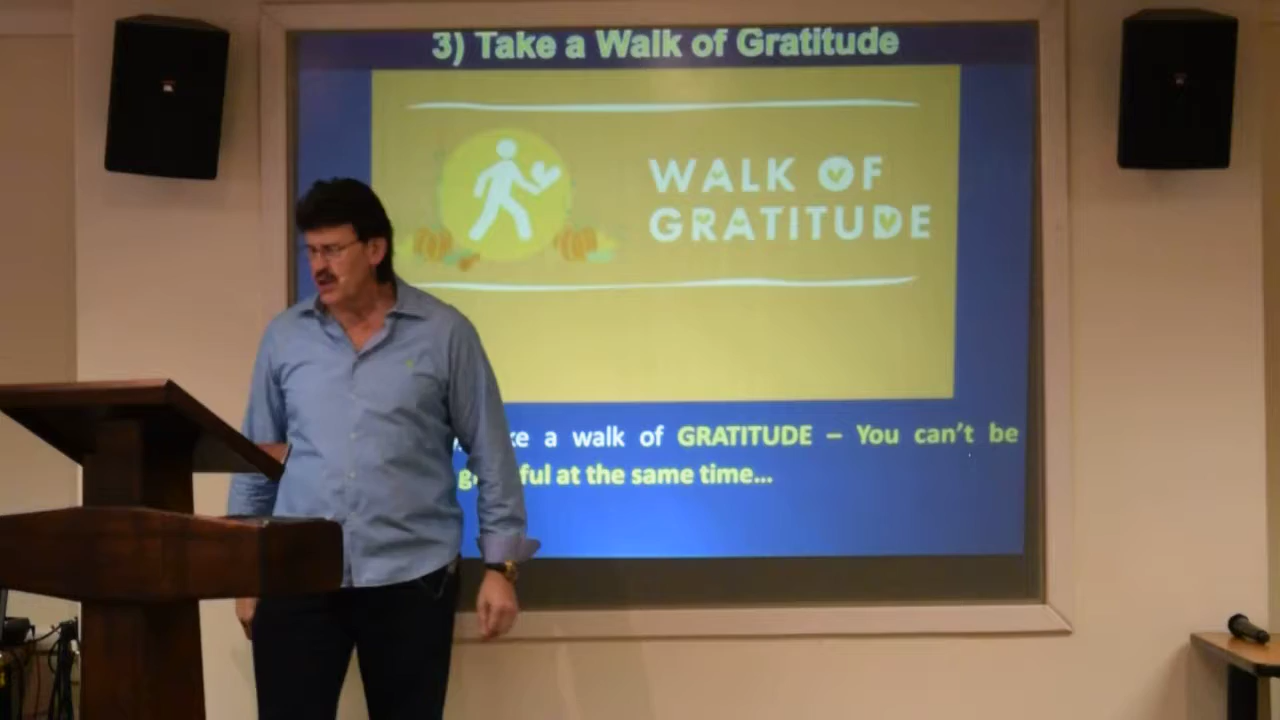 3) Take a Walk of Gratitude
WALK OF
GRATITUDE
a walk of GRATITUDE – You can't be
at the same time...